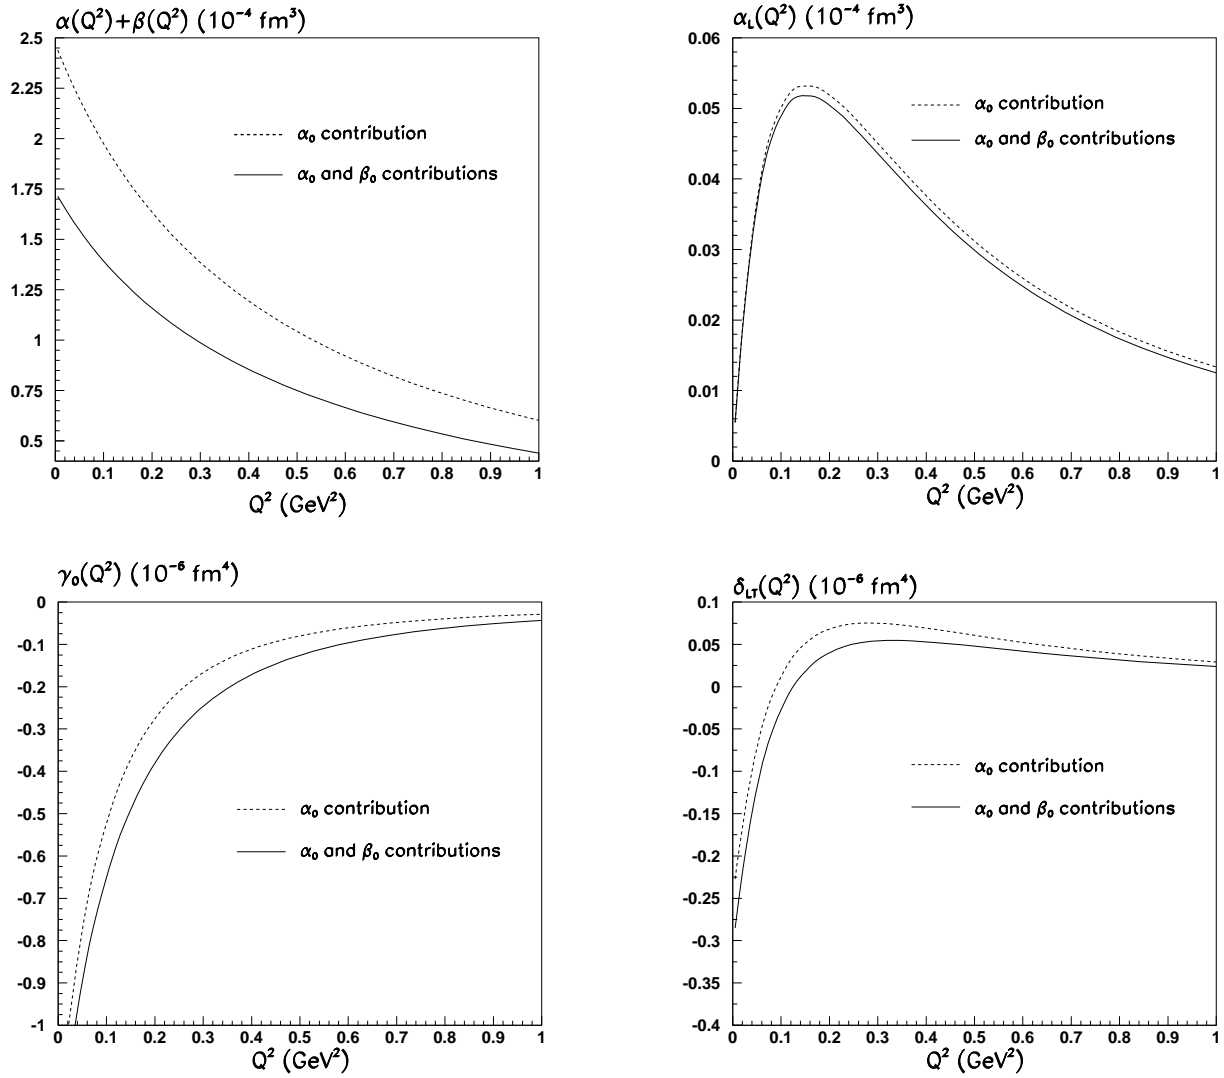 α(Q²)+β(Q²) (10⁻⁴ fm³)
2.5
2.25
2
1.75
1.5
1.25
1
0.75
0.5
α₀ contribution
α₀ and β₀ contributions
0 0.1 0.2 0.3 0.4 0.5 0.6 0.7 0.8 0.9 1
Q² (GeV²)
α_L(Q²) (10⁻⁴ fm³)
0.06
0.05
0.04
0.03
0.02
0.01
0
α₀ contribution
α₀ and β₀ contributions
0 0.1 0.2 0.3 0.4 0.5 0.6 0.7 0.8 0.9 1
Q² (GeV²)
γ₀(Q²) (10⁻⁶ fm⁴)
0
-0.1
-0.2
-0.3
-0.4
-0.5
-0.6
-0.7
-0.8
-0.9
-1
α₀ contribution
α₀ and β₀ contributions
0 0.1 0.2 0.3 0.4 0.5 0.6 0.7 0.8 0.9 1
Q² (GeV²)
δ_LT(Q²) (10⁻⁶ fm⁴)
0.1
0.05
0
-0.05
-0.1
-0.15
-0.2
-0.25
-0.3
-0.35
-0.4
α₀ contribution
α₀ and β₀ contributions
0 0.1 0.2 0.3 0.4 0.5 0.6 0.7 0.8 0.9 1
Q² (GeV²)